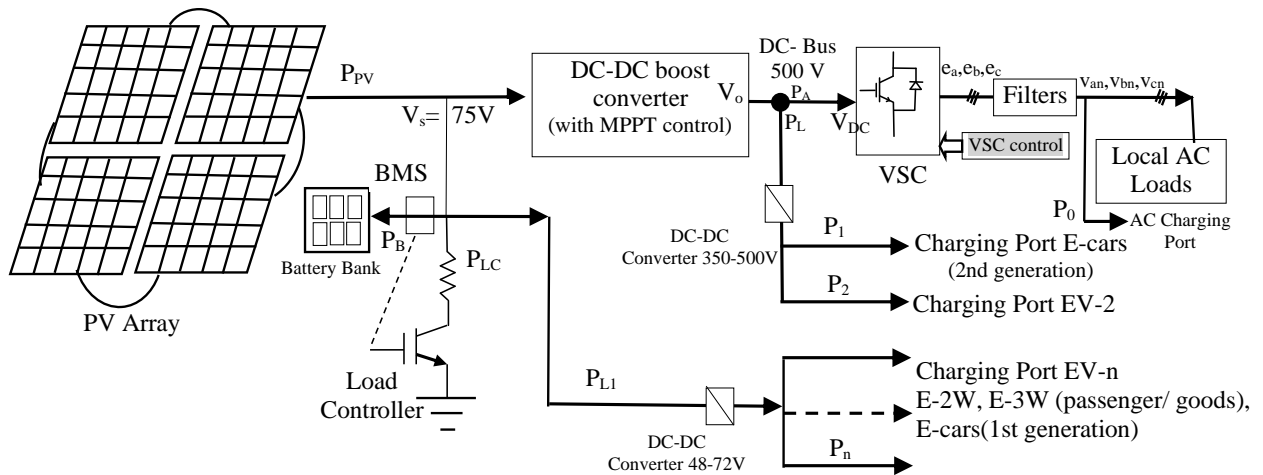 P_PV
V_s= 75V
DC-DC boost
converter
(with MPPT control)
V_o
DC- Bus
500 V
P_A
P_L
V_DC
VSC
e_a,e_b,e_c
Filters
v_an,v_bn,v_cn
VSC control
Local AC
Loads
P_0
AC Charging
Port
BMS
P_B
Battery Bank
P_LC
PV Array
Load
Controller
DC-DC
Converter 350-500V
P_1
Charging Port E-cars
(2nd generation)
P_2
Charging Port EV-2
P_L1
DC-DC
Converter 48-72V
Charging Port EV-n
E-2W, E-3W (passenger/ goods),
E-cars(1st generation)
P_n